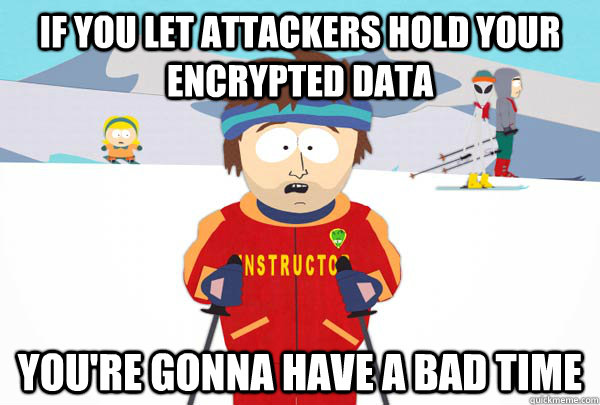 IF YOU LET ATTACKERS HOLD YOUR
ENCRYPTED DATA
INSTRUCTO
YOU'RE GONNA HAVE A BAD TIME
quickmeme.com